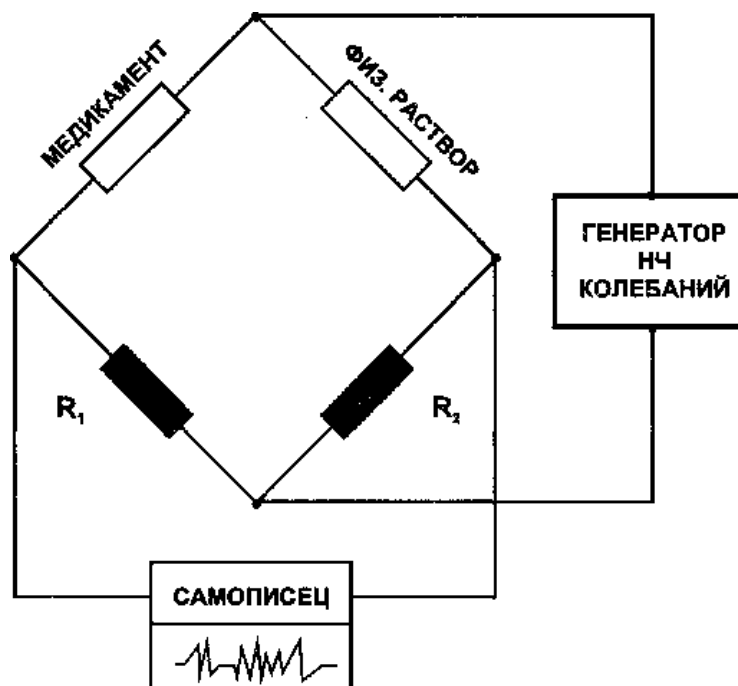 МЕДИКАМЕНТ
ФИЗ. РАСТВОР
ГЕНЕРАТОР
НЧ
КОЛЕБАНИЙ
R₁
R₂
САМОПИСЕЦ